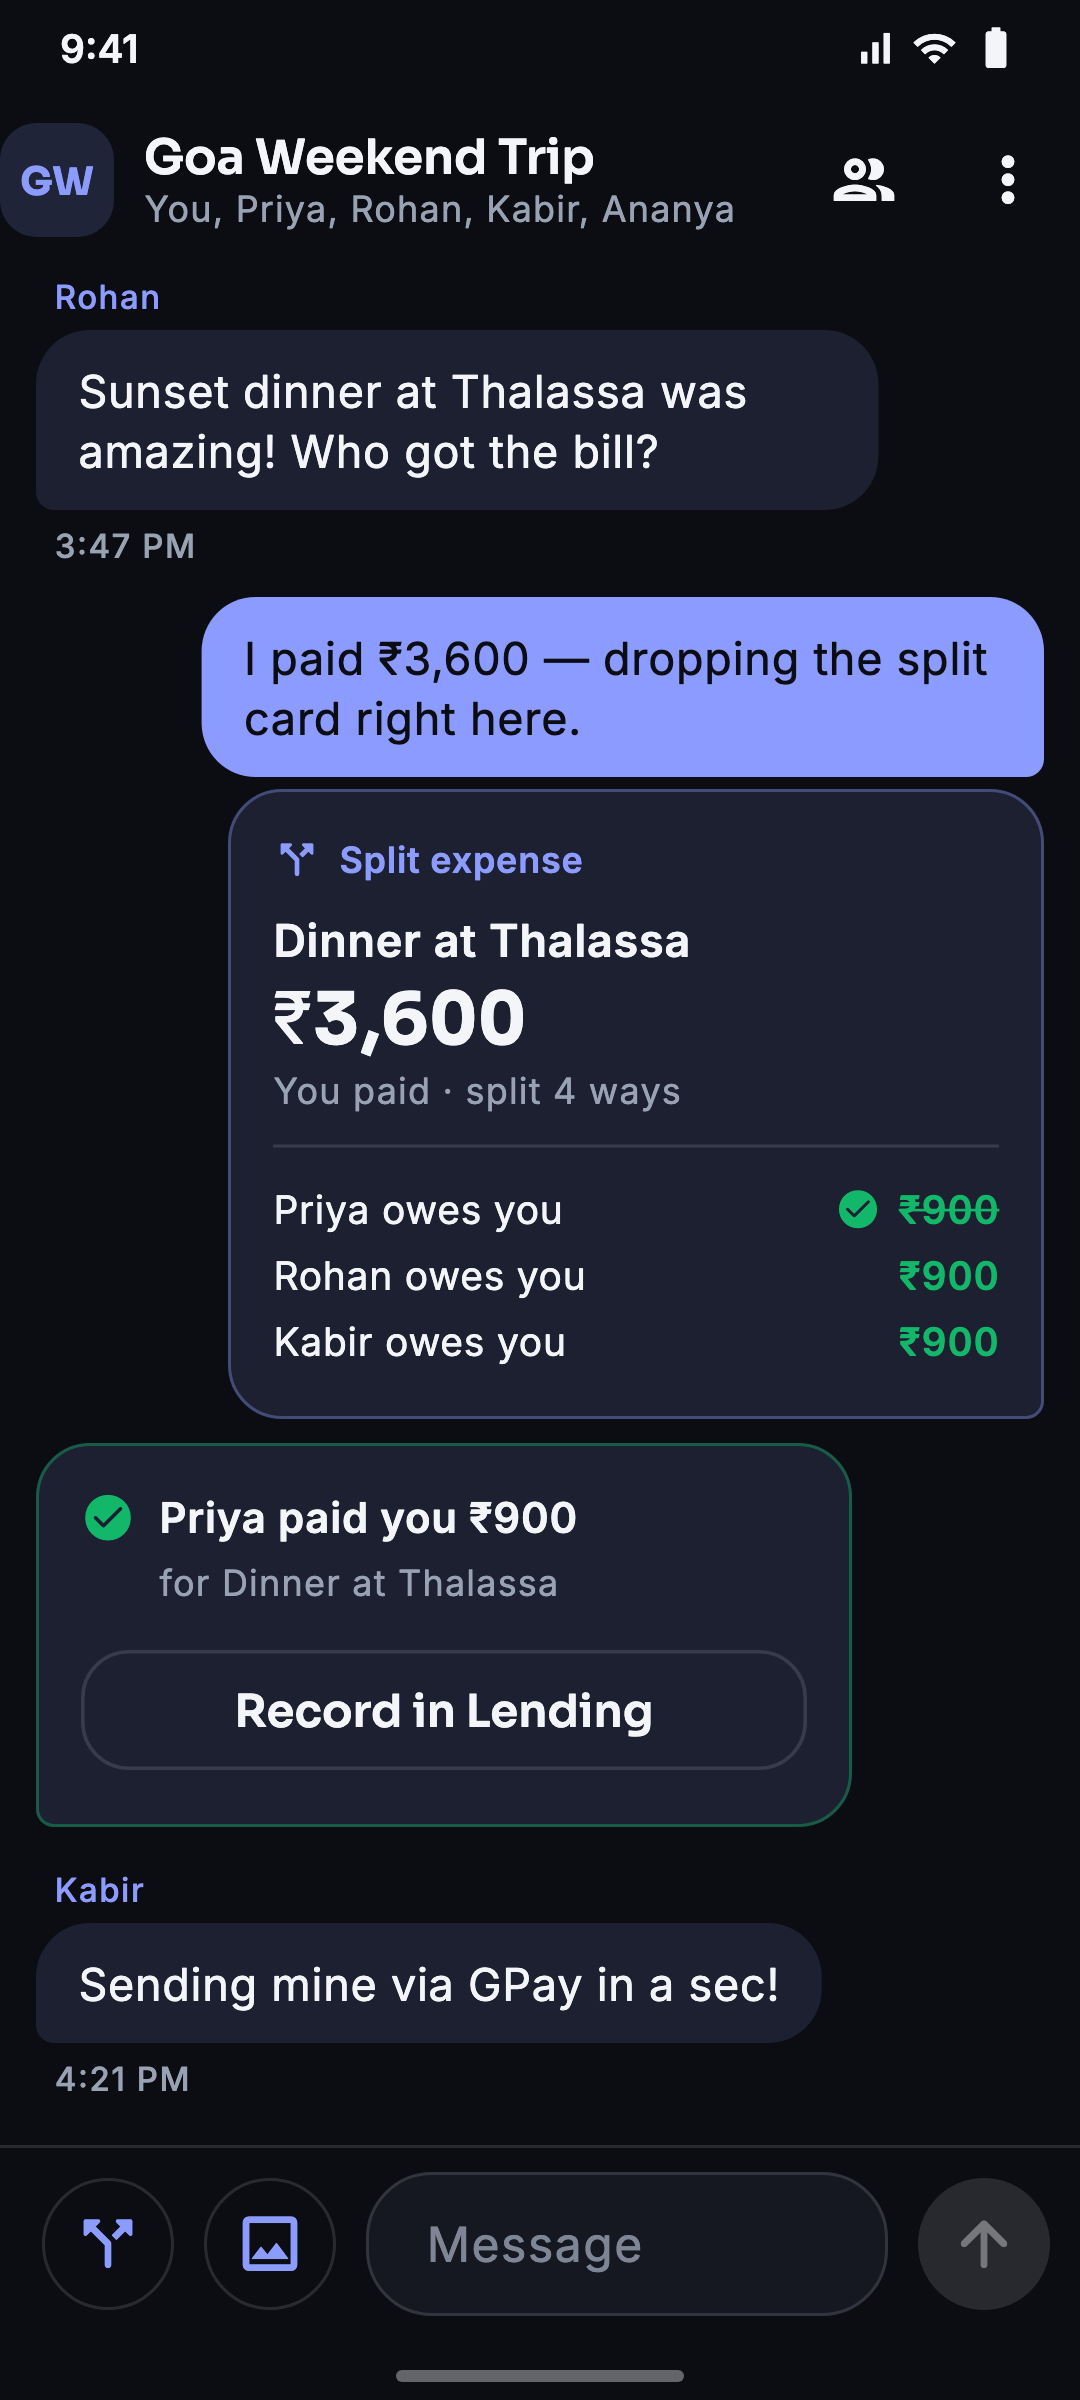 9:41
GW
Goa Weekend Trip
You, Priya, Rohan, Kabir, Ananya
Rohan
Sunset dinner at Thalassa was
amazing! Who got the bill?
3:47 PM
I paid ₹3,600 — dropping the split
card right here.
Split expense
Dinner at Thalassa
₹3,600
You paid · split 4 ways
Priya owes you ₹900
Rohan owes you ₹900
Kabir owes you ₹900
Priya paid you ₹900
for Dinner at Thalassa
Record in Lending
Kabir
Sending mine via GPay in a sec!
4:21 PM
Message